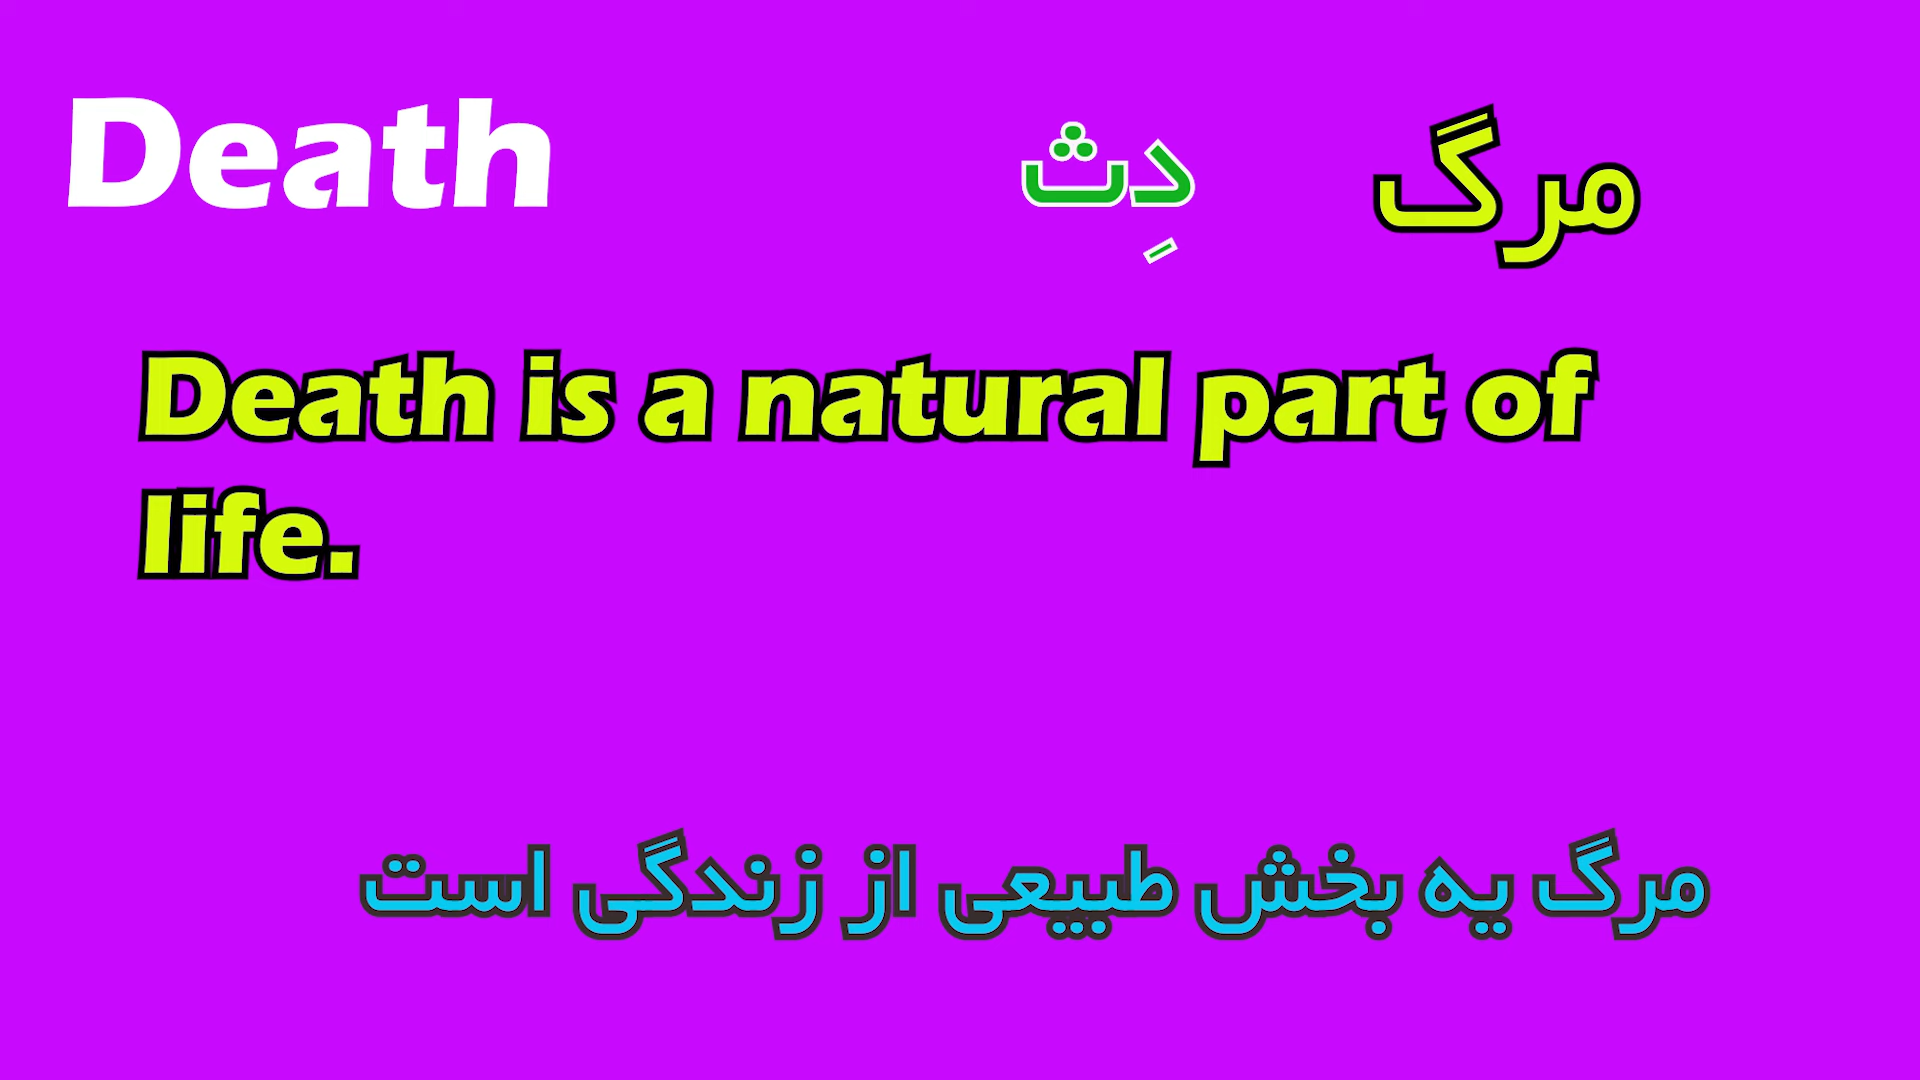 Death
دِث
مرگ
Death is a natural part of
life.
مرگ یه بخش طبیعی از زندگی است